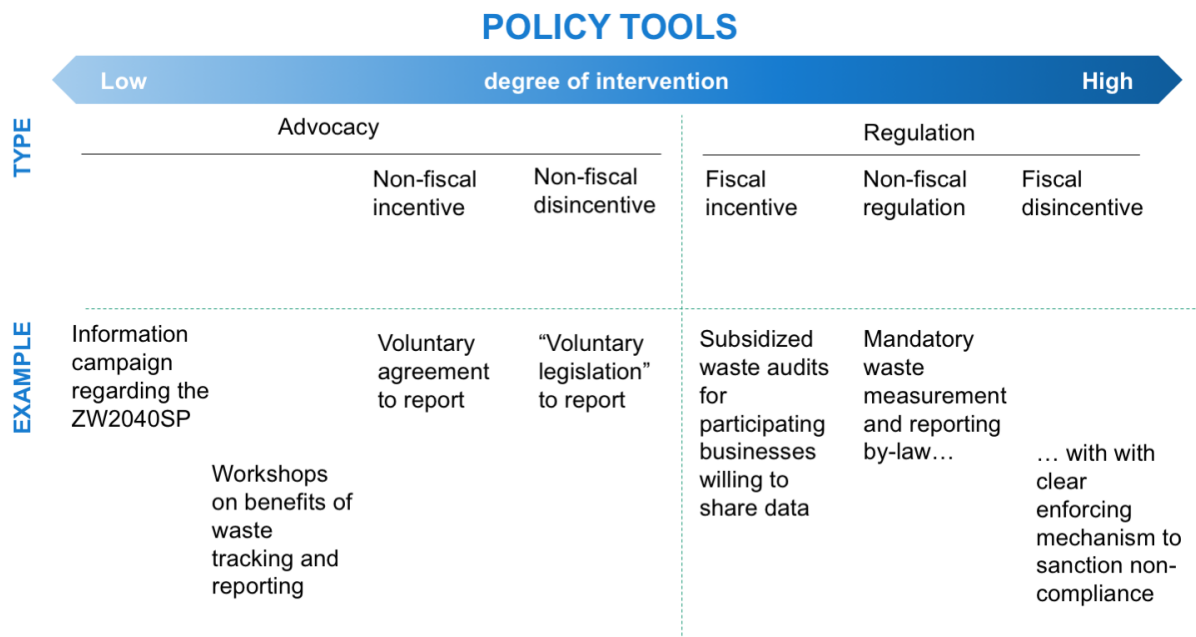 POLICY TOOLS
Low
degree of intervention
High
TYPE
Advocacy
Regulation
Non-fiscal
incentive
Non-fiscal
disincentive
Fiscal
incentive
Non-fiscal
regulation
Fiscal
disincentive
EXAMPLE
Information
campaign
regarding the
ZW2040SP
Workshops
on benefits of
waste
tracking and
reporting
Voluntary
agreement
to report
“Voluntary
legislation”
to report
Subsidized
waste audits
for
participating
businesses
willing to
share data
Mandatory
waste
measurement
and reporting
by-law…
… with with
clear
enforcing
mechanism to
sanction non-
compliance